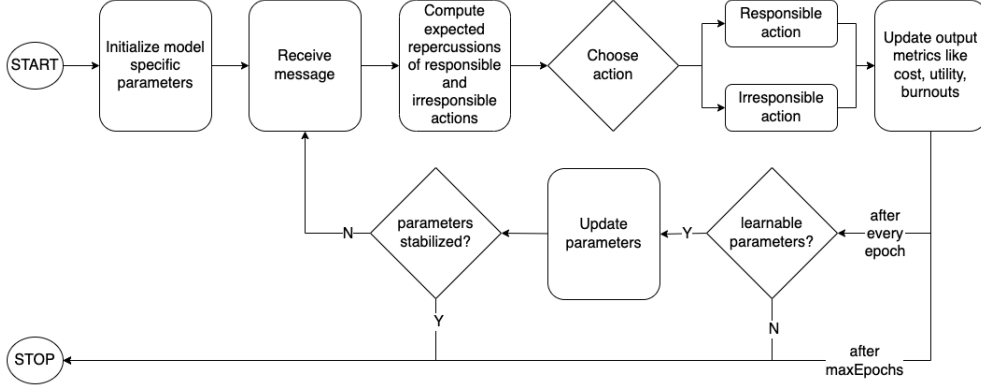 START
Initialize model
specific
parameters
Receive
message
Compute
expected
repercussions
of responsible
and
irresponsible
actions
Choose
action
Responsible
action
Irresponsible
action
Update output
metrics like
cost, utility,
burnouts
after
every
epoch
learnable
parameters?
Y
Update
parameters
parameters
stabilized?
N
Y
N
STOP
after
maxEpochs